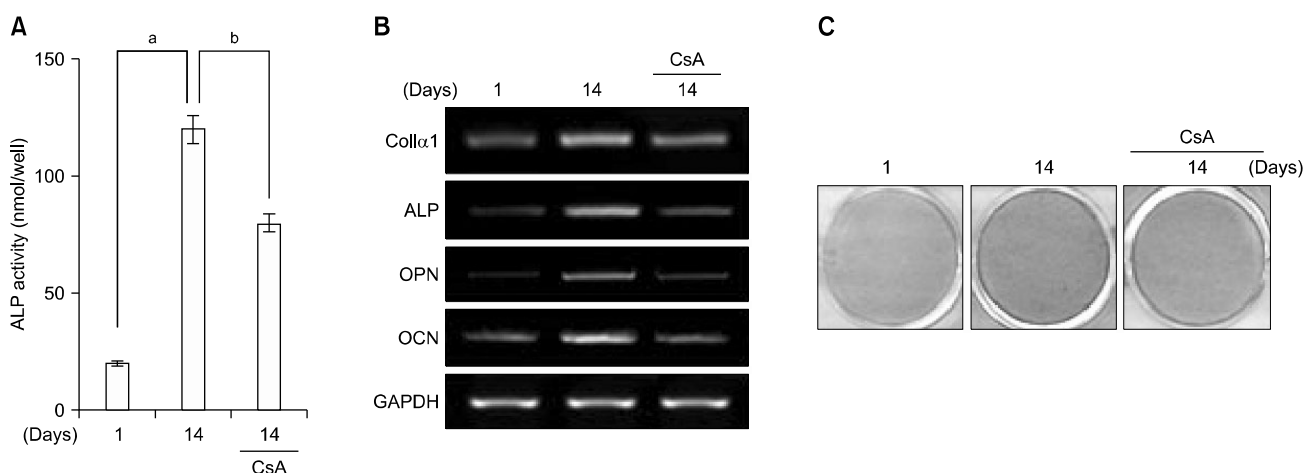 A
a
b
ALP activity (nmol/well)
150
100
50
0
(Days) 1 14 14
CsA
B
CsA
(Days) 1 14 14
Collα1
ALP
OPN
OCN
GAPDH
C
CsA
1 14 14 (Days)